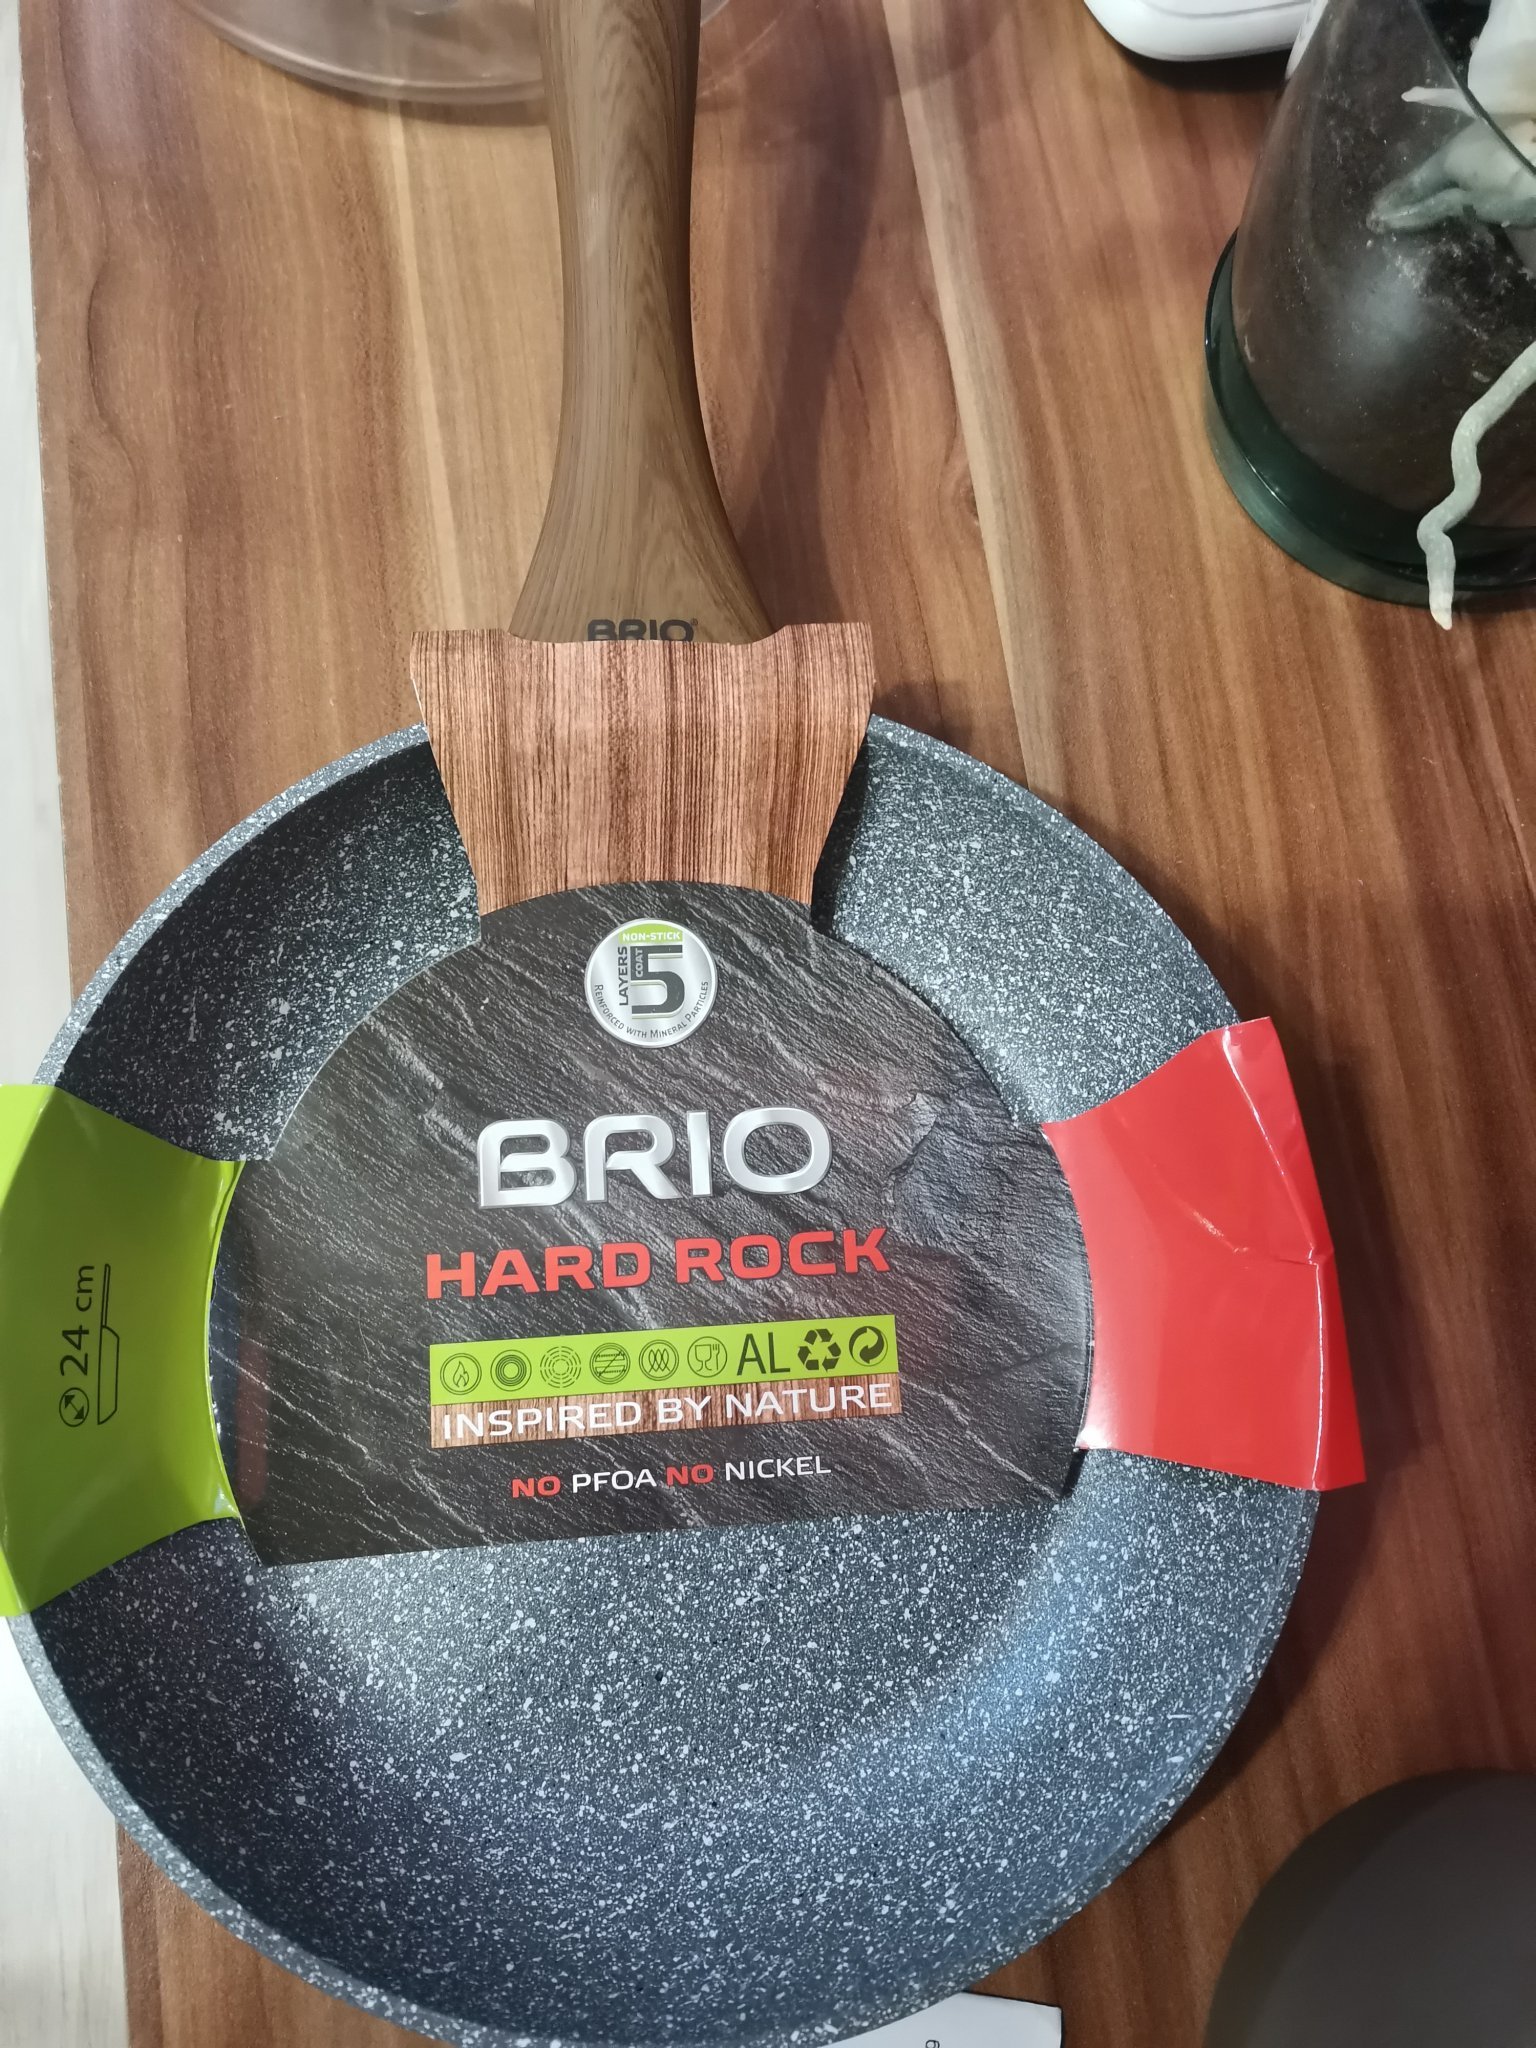 BRIO®
NON-STICK
5
LAYERS
COAT
REINFORCED WITH MINERAL PARTICLES
BRIO
HARD ROCK
AL
INSPIRED BY NATURE
NO PFOA NO NICKEL
24 cm